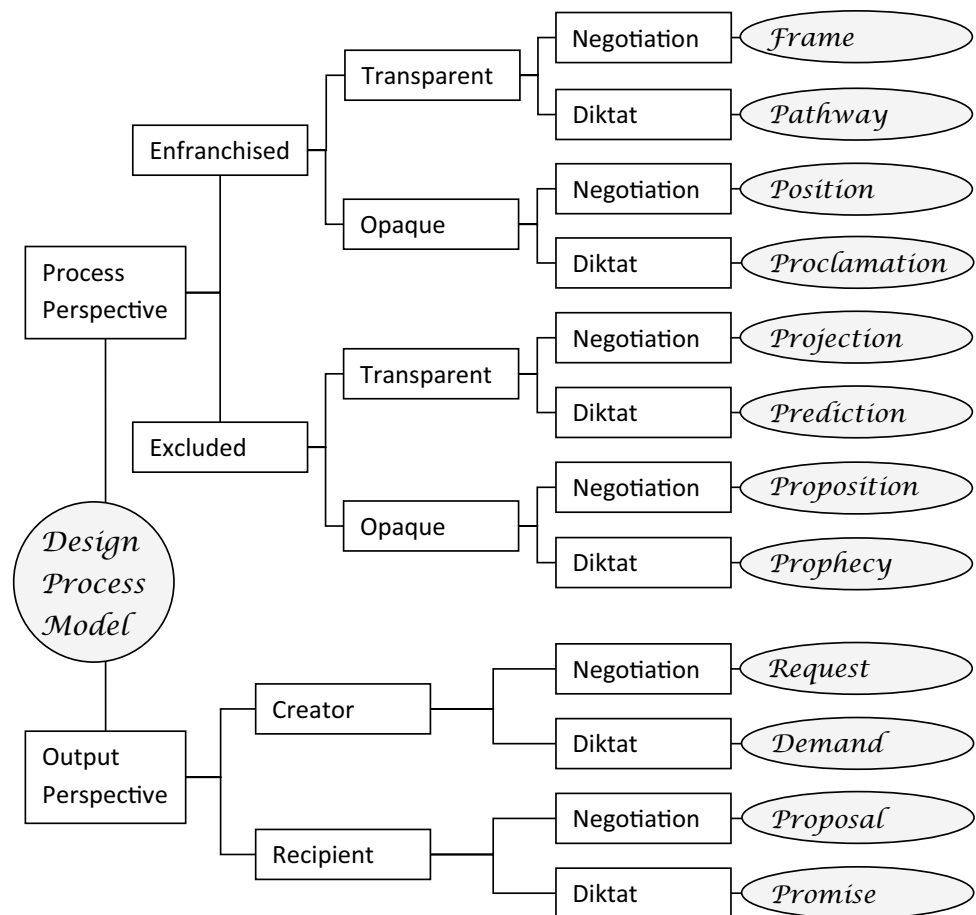 Negotiation
Frame
Transparent
Diktat
Pathway
Enfranchised
Negotiation
Position
Opaque
Diktat
Proclamation
Process
Perspective
Negotiation
Projection
Transparent
Diktat
Prediction
Excluded
Negotiation
Proposition
Opaque
Diktat
Prophecy
Design
Process
Model
Negotiation
Request
Creator
Diktat
Demand
Output
Perspective
Negotiation
Proposal
Recipient
Diktat
Promise